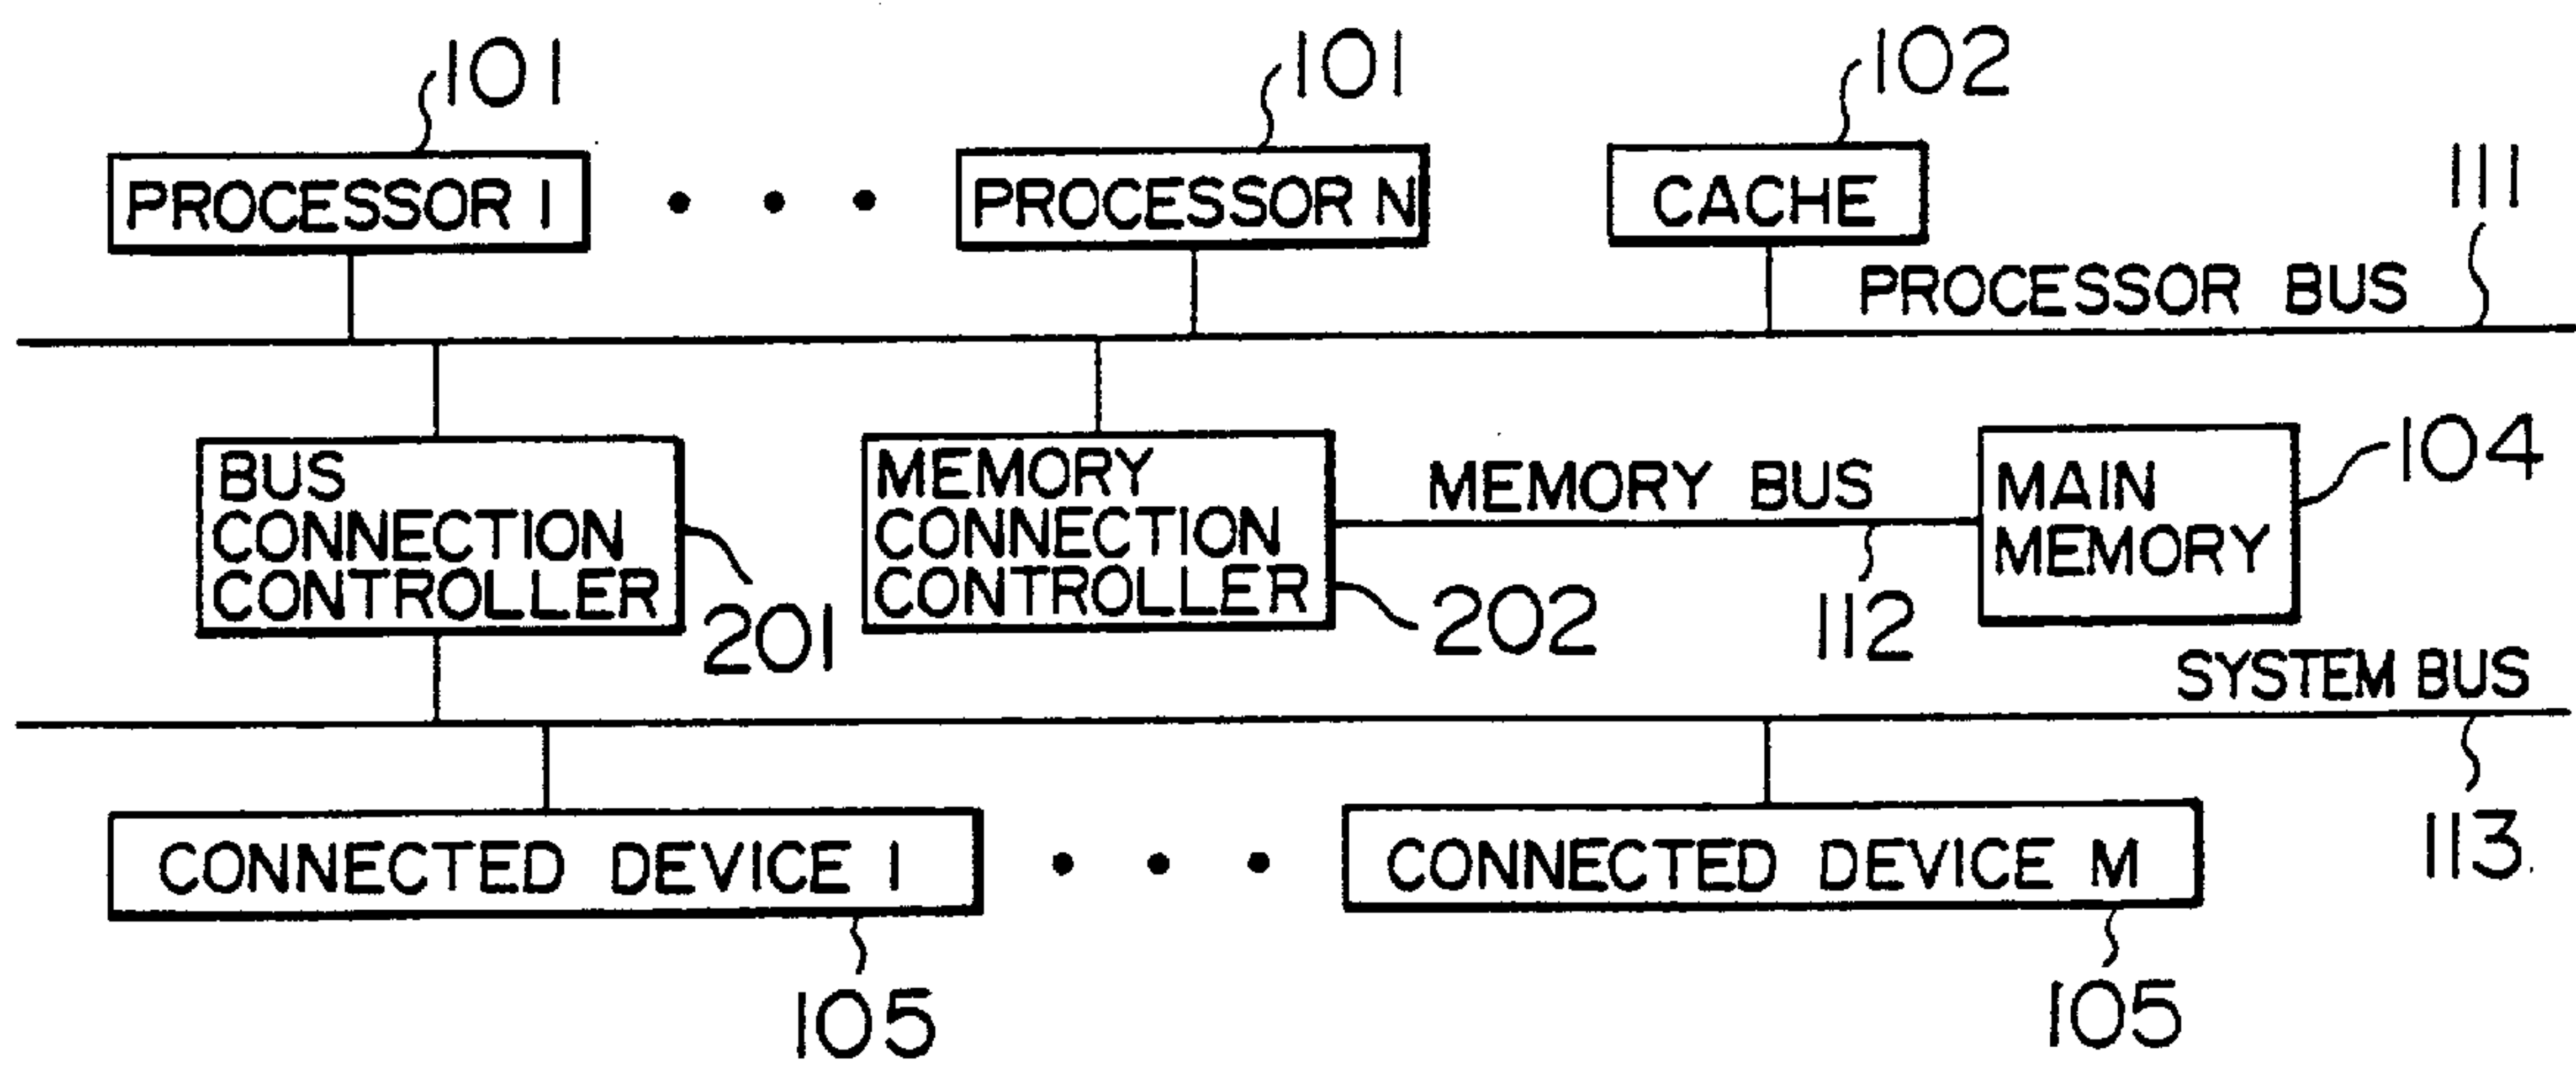 101
101
102
PROCESSOR 1
PROCESSOR N
CACHE
111
PROCESSOR BUS
BUS
CONNECTION
CONTROLLER
201
MEMORY
CONNECTION
CONTROLLER
202
MEMORY BUS
112
MAIN
MEMORY
104
SYSTEM BUS
113
CONNECTED DEVICE 1
CONNECTED DEVICE M
105
105